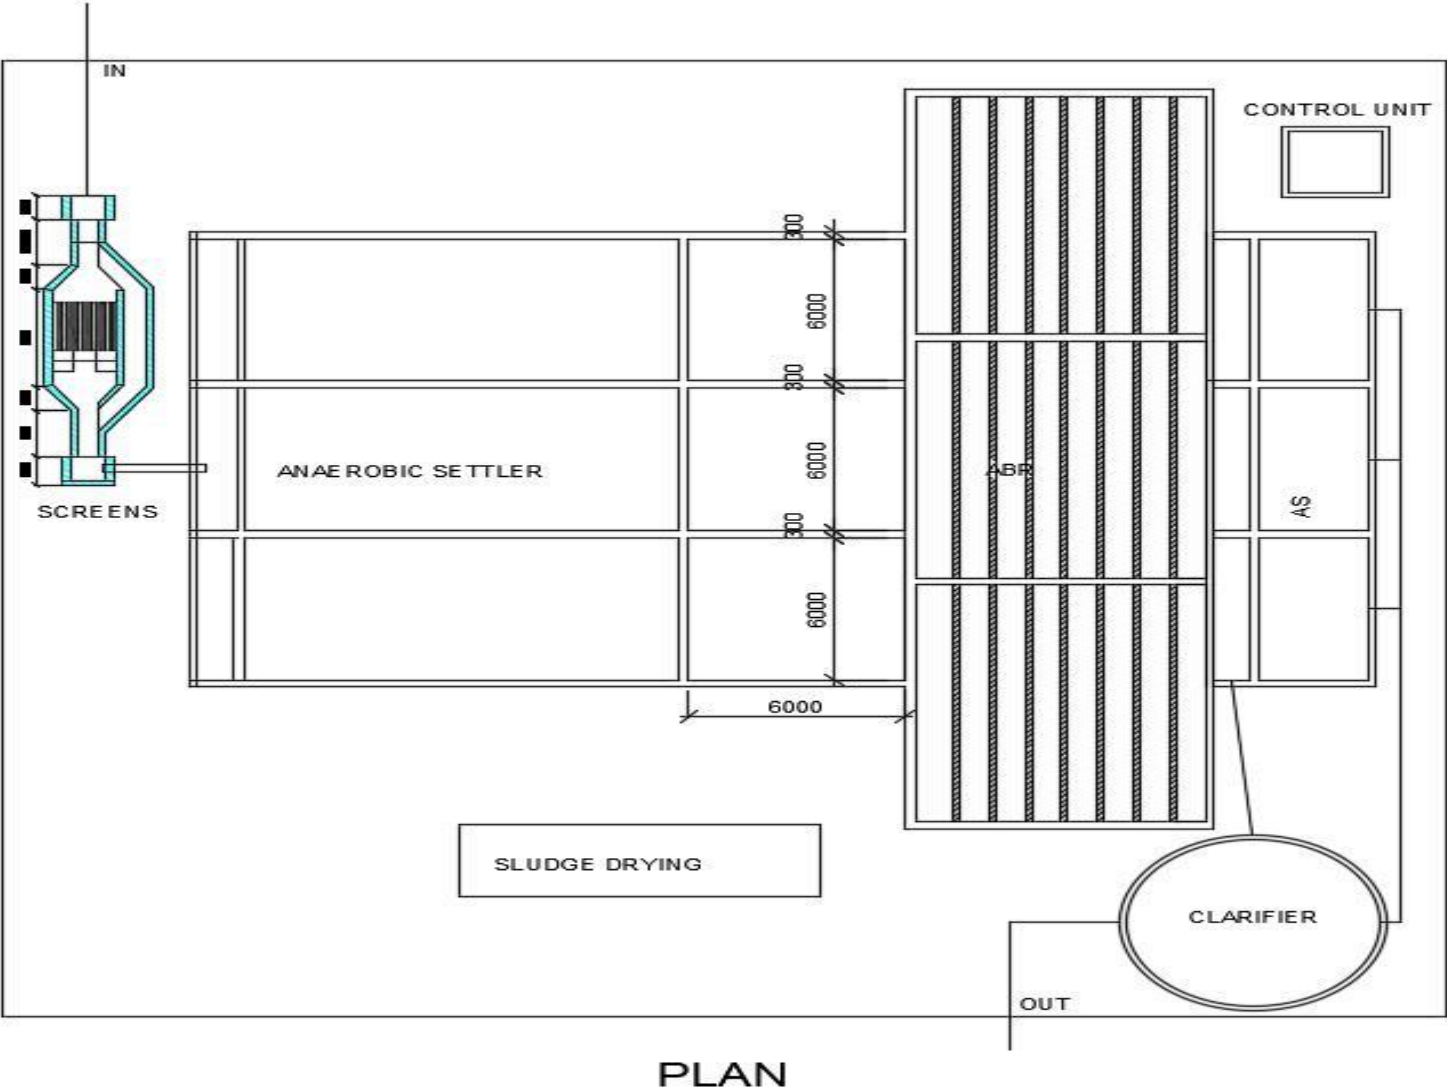 IN
CONTROL UNIT
300
6000
300
6000
ANAEROBIC SETTLER
ABR
AS
SCREENS
300
6000
6000
SLUDGE DRYING
CLARIFIER
OUT
PLAN